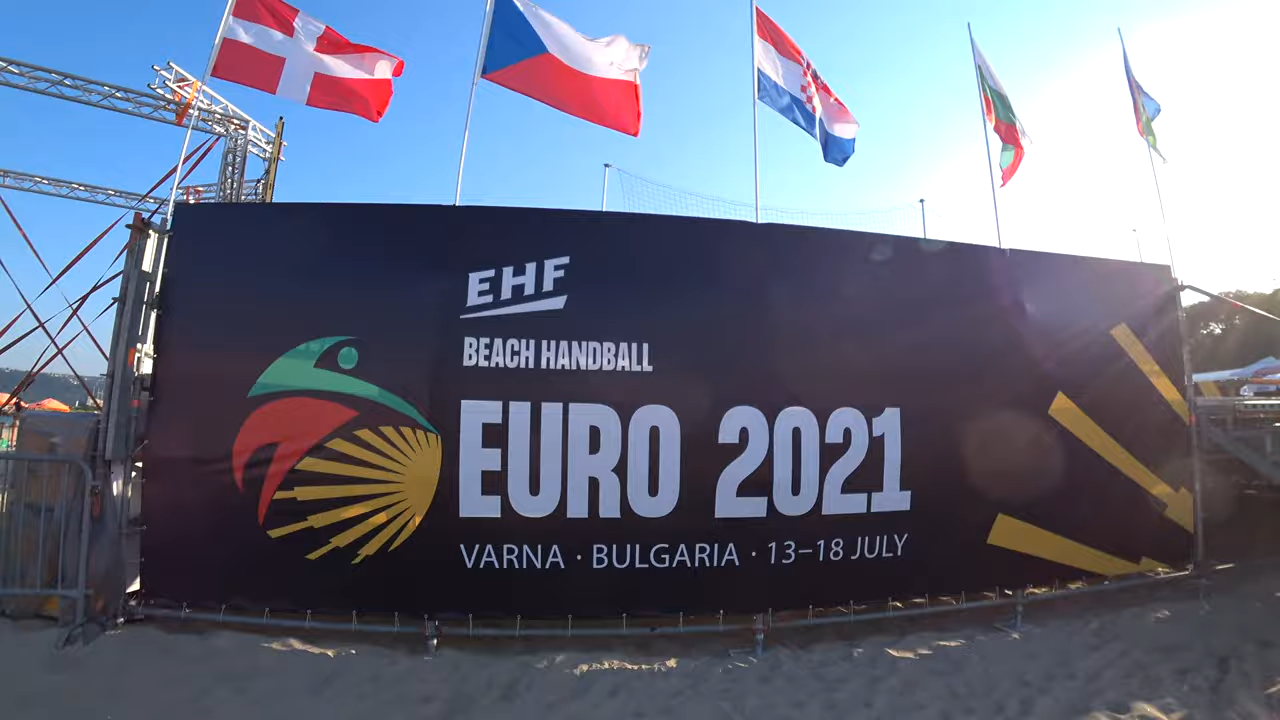 EHF
BEACH HANDBALL
EURO 2021
VARNA · BULGARIA · 13–18 JULY